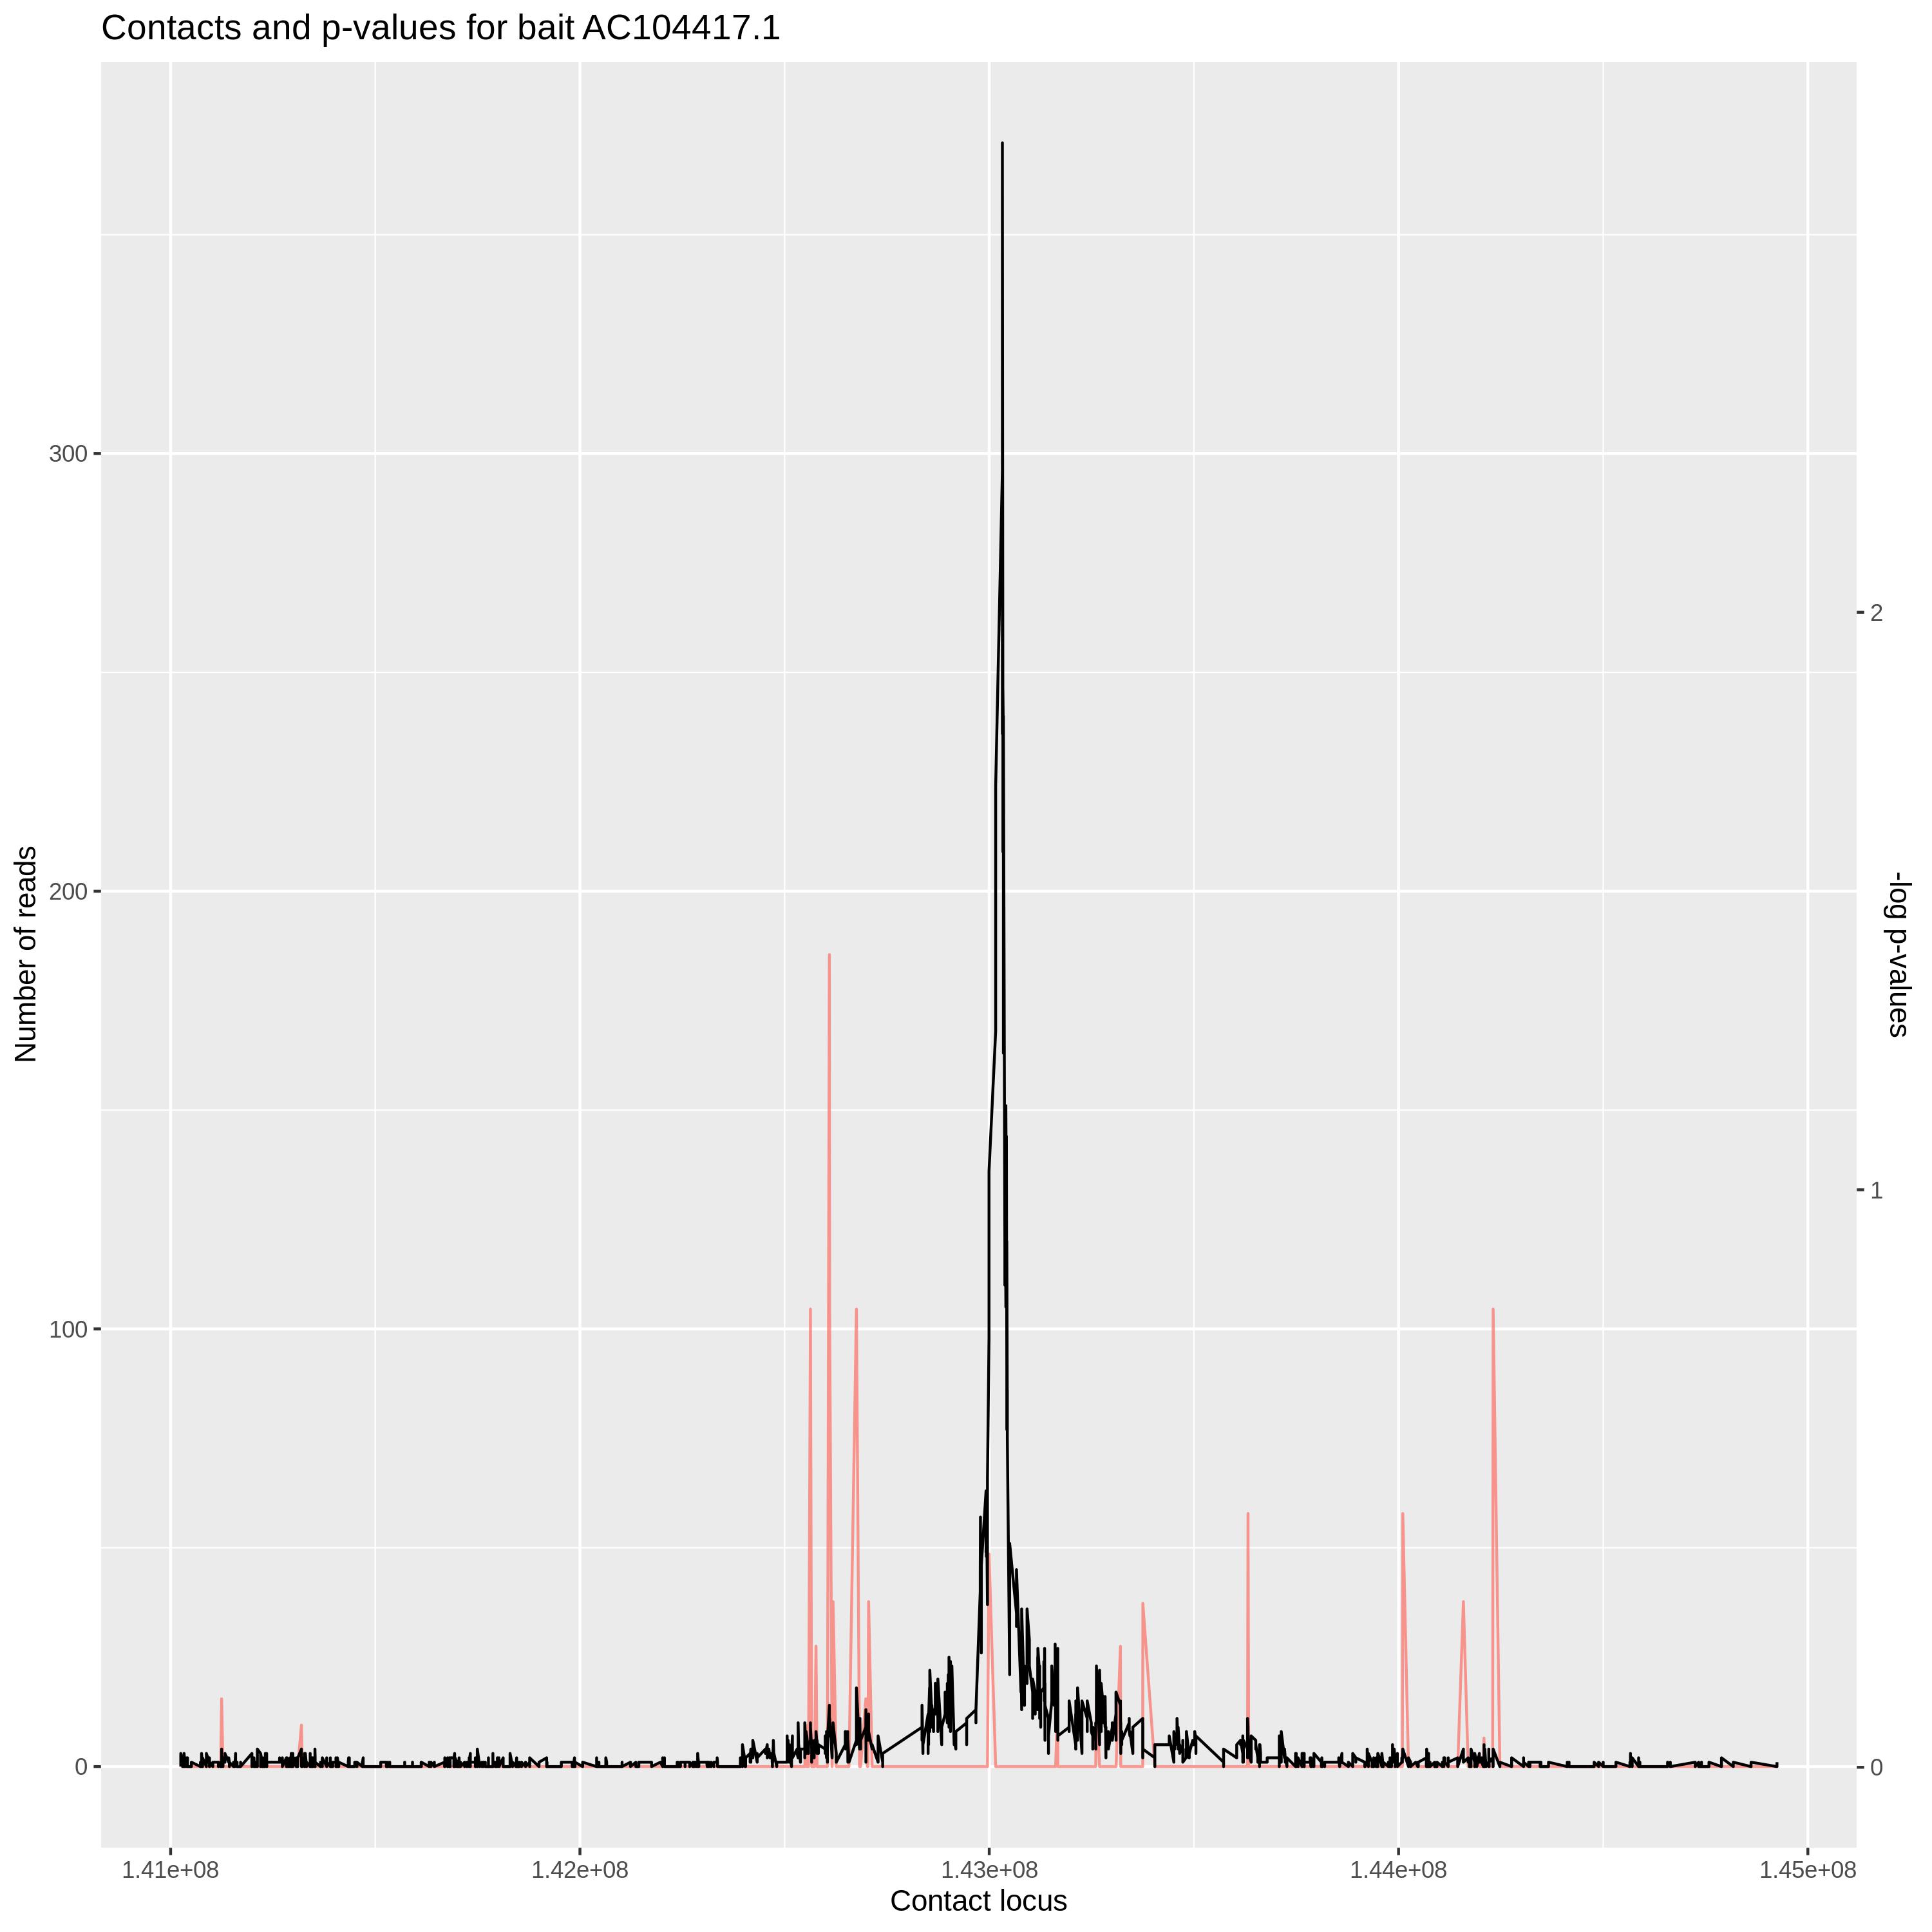 Contacts and p-values for bait AC104417.1
300
200
100
0
Number of reads
2
1
0
-log p-values
1.41e+08
1.42e+08
1.43e+08
1.44e+08
1.45e+08
Contact locus